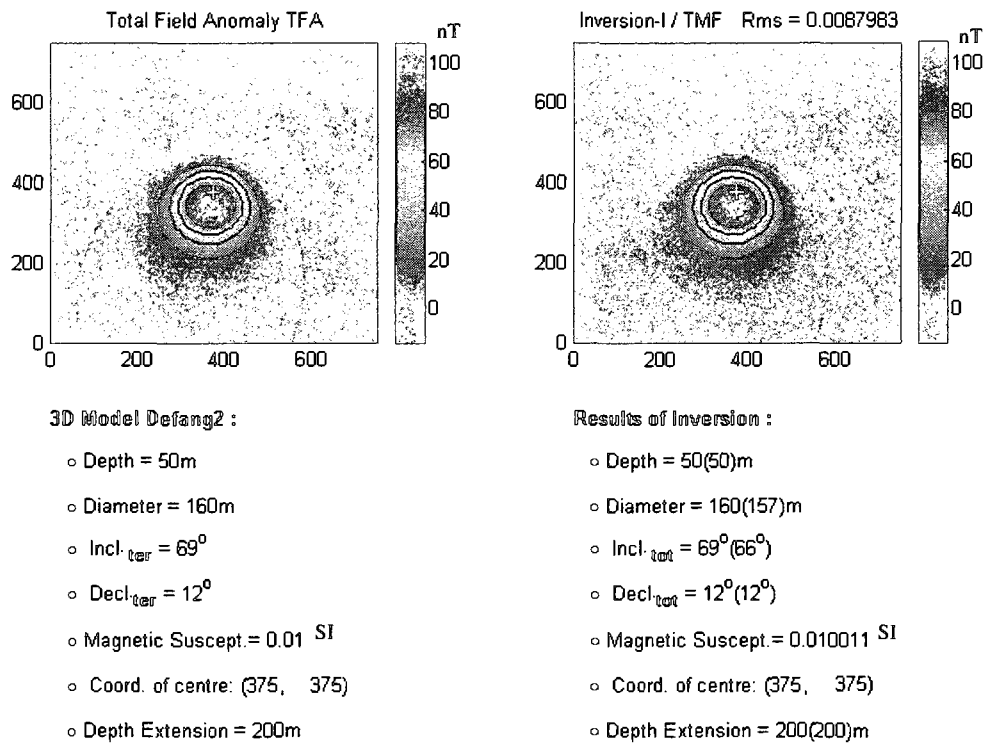 Total Field Anomaly TFA
nT
100
80
60
40
20
0
600
400
200
0
0 200 400 600
Inversion-I / TMF Rms = 0.0087983
nT
100
80
60
40
20
0
600
400
200
0
0 200 400 600
3D Model Defang2 :
○ Depth = 50m
○ Diameter = 160m
○ Incl.ter = 69°
○ Decl.ter = 12°
○ Magnetic Suscept.= 0.01 SI
○ Coord. of centre: (375, 375)
○ Depth Extension = 200m
Results of Inversion :
○ Depth = 50(50)m
○ Diameter = 160(157)m
○ Incl.tot = 69°(66°)
○ Decl.tot = 12°(12°)
○ Magnetic Suscept.= 0.010011 SI
○ Coord. of centre: (375, 375)
○ Depth Extension = 200(200)m